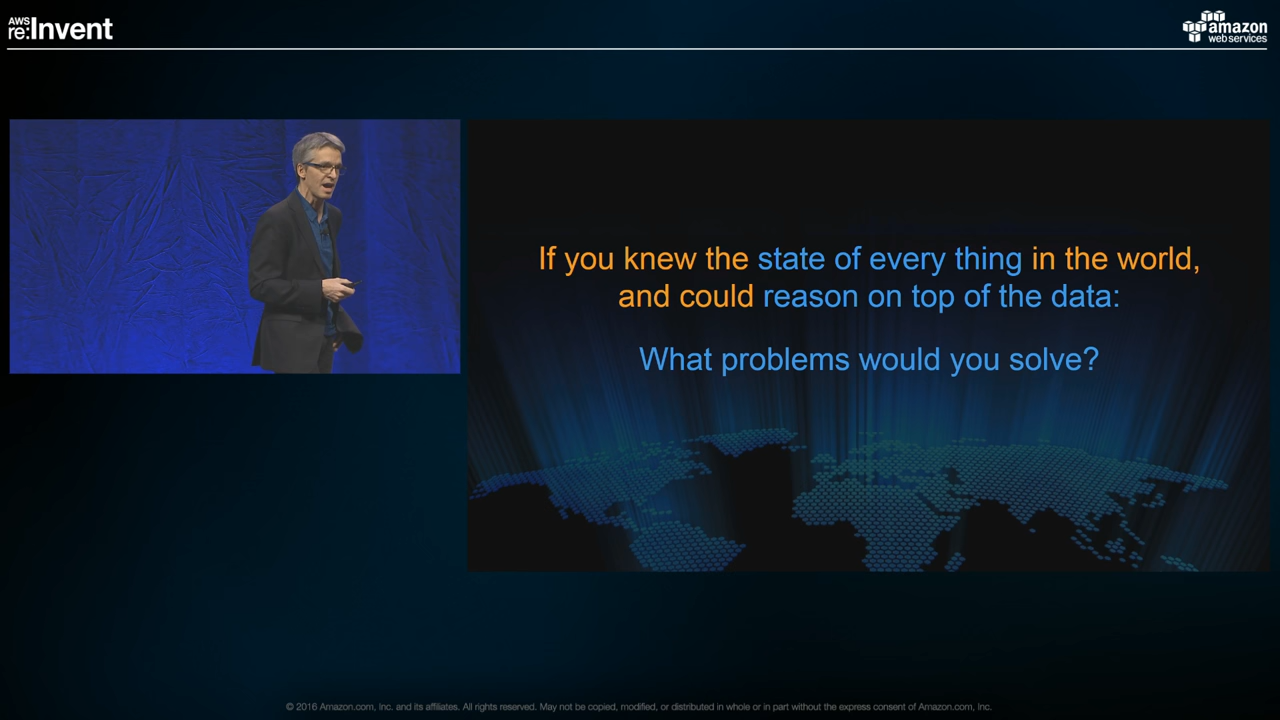 AWS
re:Invent
amazon
web services
If you knew the state of every thing in the world,
and could reason on top of the data:
What problems would you solve?
© 2016 Amazon.com, Inc. and its affiliates. All rights reserved. May not be copied, modified, or distributed in whole or in part without the express consent of Amazon.com, Inc.